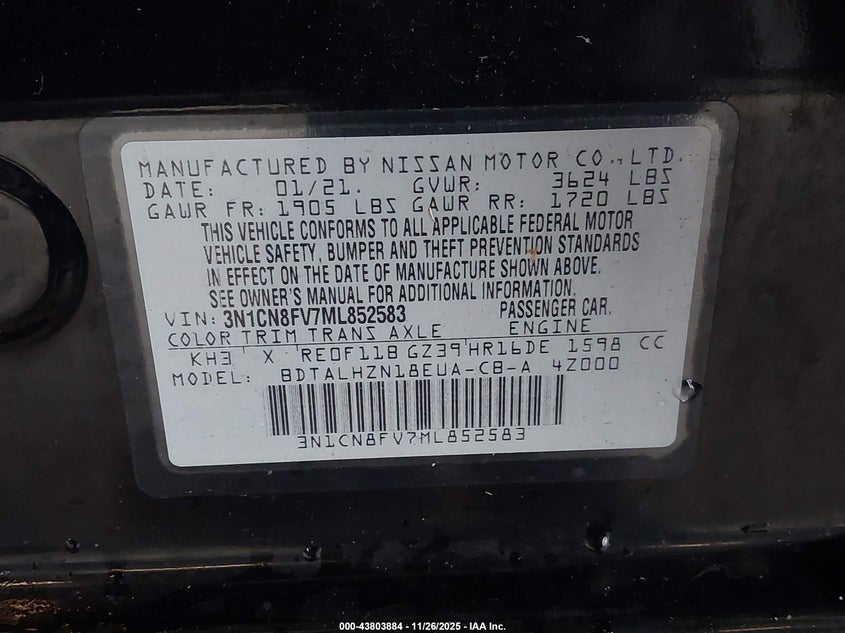 MANUFACTURED BY NISSAN MOTOR CO., LTD.
DATE: 01/21. GVWR: 3624 LBS
GAWR FR: 1905 LBS GAWR RR: 1720 LBS
THIS VEHICLE CONFORMS TO ALL APPLICABLE FEDERAL MOTOR
VEHICLE SAFETY, BUMPER AND THEFT PREVENTION STANDARDS
IN EFFECT ON THE DATE OF MANUFACTURE SHOWN ABOVE.
SEE OWNER'S MANUAL FOR ADDITIONAL INFORMATION.
VIN: 3N1CN8FV7ML852583 PASSENGER CAR.
COLOR TRIM TRANS AXLE ENGINE
KH3 X RE0F11B GZ39 HR16DE 1598 CC
MODEL: BDTALHZN18EUA-CB-A 4Z000
3N1CN8FV7ML852583
000-43803884 - 11/26/2025 - IAA Inc.